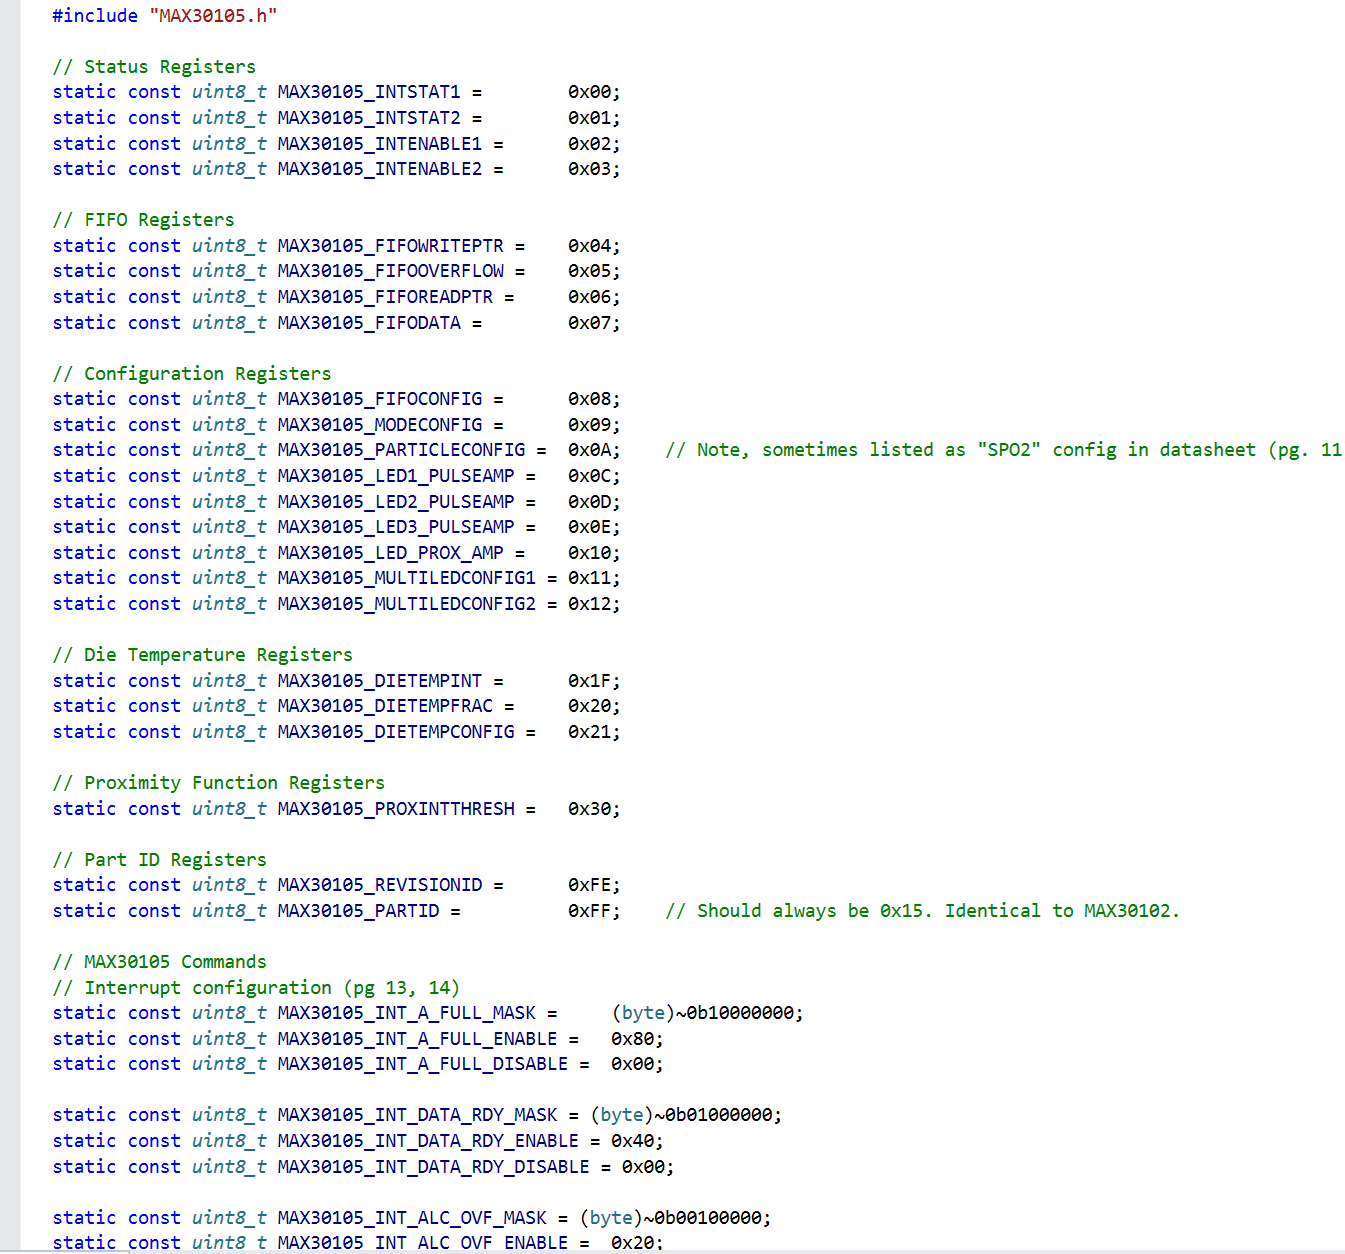 #include "MAX30105.h"
// Status Registers
static const uint8_t MAX30105_INTSTAT1 =        0x00;
static const uint8_t MAX30105_INTSTAT2 =        0x01;
static const uint8_t MAX30105_INTENABLE1 =      0x02;
static const uint8_t MAX30105_INTENABLE2 =      0x03;
// FIFO Registers
static const uint8_t MAX30105_FIFOWRITEPTR =    0x04;
static const uint8_t MAX30105_FIFOOVERFLOW =    0x05;
static const uint8_t MAX30105_FIFOREADPTR =     0x06;
static const uint8_t MAX30105_FIFODATA =        0x07;
// Configuration Registers
static const uint8_t MAX30105_FIFOCONFIG =      0x08;
static const uint8_t MAX30105_MODECONFIG =      0x09;
static const uint8_t MAX30105_PARTICLECONFIG =  0x0A;    // Note, sometimes listed as "SPO2" config in datasheet (pg. 11
static const uint8_t MAX30105_LED1_PULSEAMP =   0x0C;
static const uint8_t MAX30105_LED2_PULSEAMP =   0x0D;
static const uint8_t MAX30105_LED3_PULSEAMP =   0x0E;
static const uint8_t MAX30105_LED_PROX_AMP =    0x10;
static const uint8_t MAX30105_MULTILEDCONFIG1 = 0x11;
static const uint8_t MAX30105_MULTILEDCONFIG2 = 0x12;
// Die Temperature Registers
static const uint8_t MAX30105_DIETEMPINT =      0x1F;
static const uint8_t MAX30105_DIETEMPFRAC =     0x20;
static const uint8_t MAX30105_DIETEMPCONFIG =   0x21;
// Proximity Function Registers
static const uint8_t MAX30105_PROXINTTHRESH =   0x30;
// Part ID Registers
static const uint8_t MAX30105_REVISIONID =      0xFE;
static const uint8_t MAX30105_PARTID =          0xFF;    // Should always be 0x15. Identical to MAX30102.
// MAX30105 Commands
// Interrupt configuration (pg 13, 14)
static const uint8_t MAX30105_INT_A_FULL_MASK =     (byte)~0b10000000;
static const uint8_t MAX30105_INT_A_FULL_ENABLE =   0x80;
static const uint8_t MAX30105_INT_A_FULL_DISABLE =  0x00;
static const uint8_t MAX30105_INT_DATA_RDY_MASK = (byte)~0b01000000;
static const uint8_t MAX30105_INT_DATA_RDY_ENABLE = 0x40;
static const uint8_t MAX30105_INT_DATA_RDY_DISABLE = 0x00;
static const uint8_t MAX30105_INT_ALC_OVF_MASK = (byte)~0b00100000;
static const uint8_t MAX30105_INT_ALC_OVF_ENABLE =  0x20;